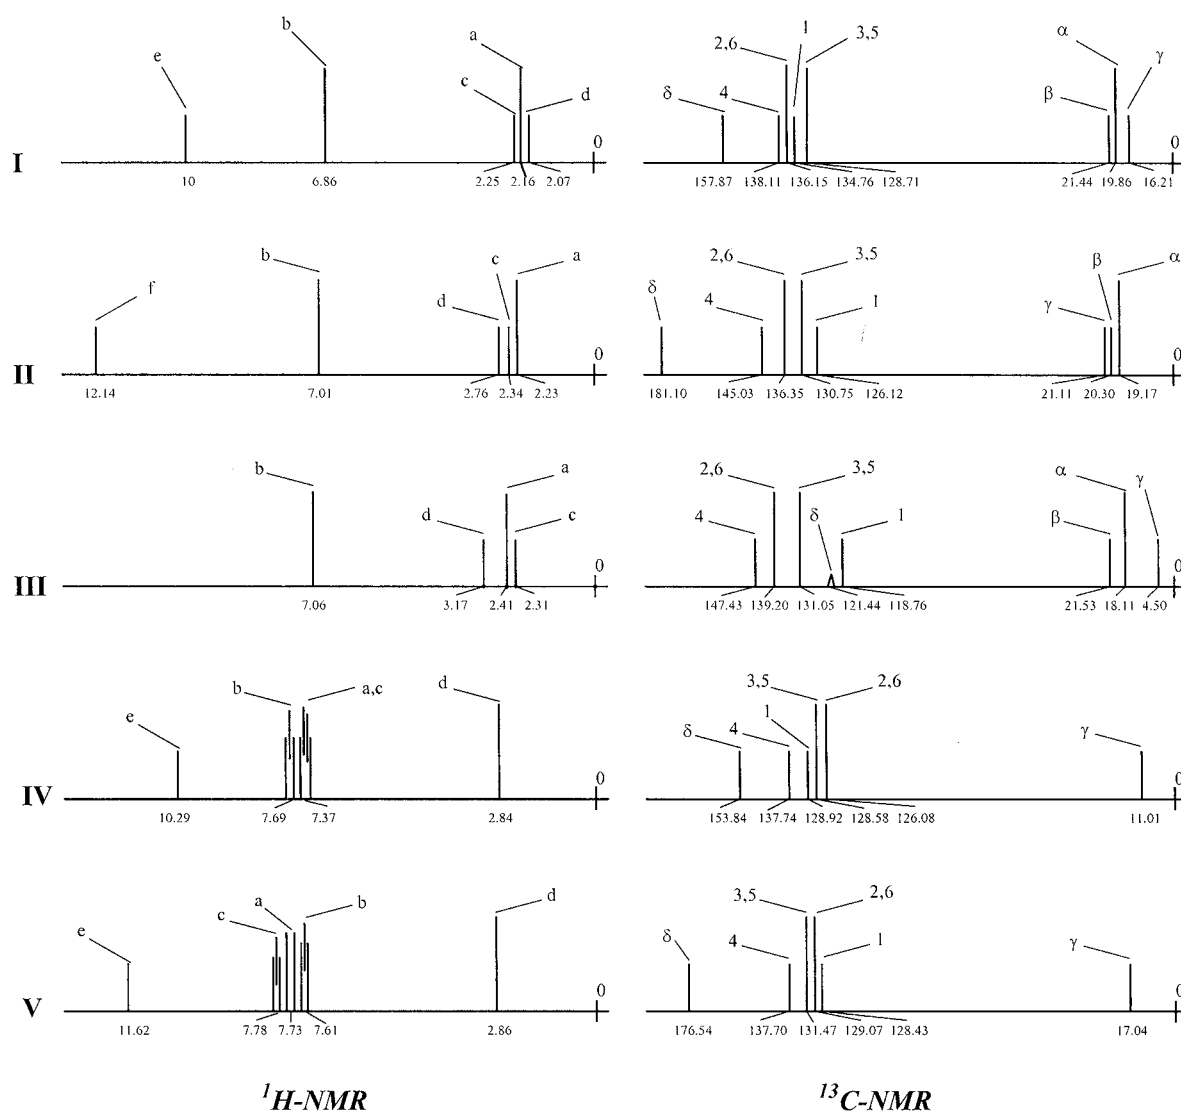 e b a c d 0 δ 4 2,6 1 3,5 β α γ 0
I
10 6.86 2.25 2.16 2.07 157.87 138.11 136.15 134.76 128.71 21.44 19.86 16.21
f b d c a 0 δ 4 2,6 3,5 1 γ β α 0
II
12.14 7.01 2.76 2.34 2.23 181.10 145.03 136.35 130.75 126.12 21.11 20.30 19.17
b d a c 0 4 2,6 3,5 δ 1 β α γ 0
III
7.06 3.17 2.41 2.31 147.43 139.20 131.05 121.44 118.76 21.53 18.11 4.50
e b a,c d 0 δ 4 1 3,5 2,6 γ 0
IV
10.29 7.69 7.37 2.84 153.84 137.74 128.92 128.58 126.08 11.01
e c a b d 0 δ 4 3,5 2,6 1 γ 0
V
11.62 7.78 7.73 7.61 2.86 176.54 137.70 131.47 129.07 128.43 17.04
1H-NMR 13C-NMR